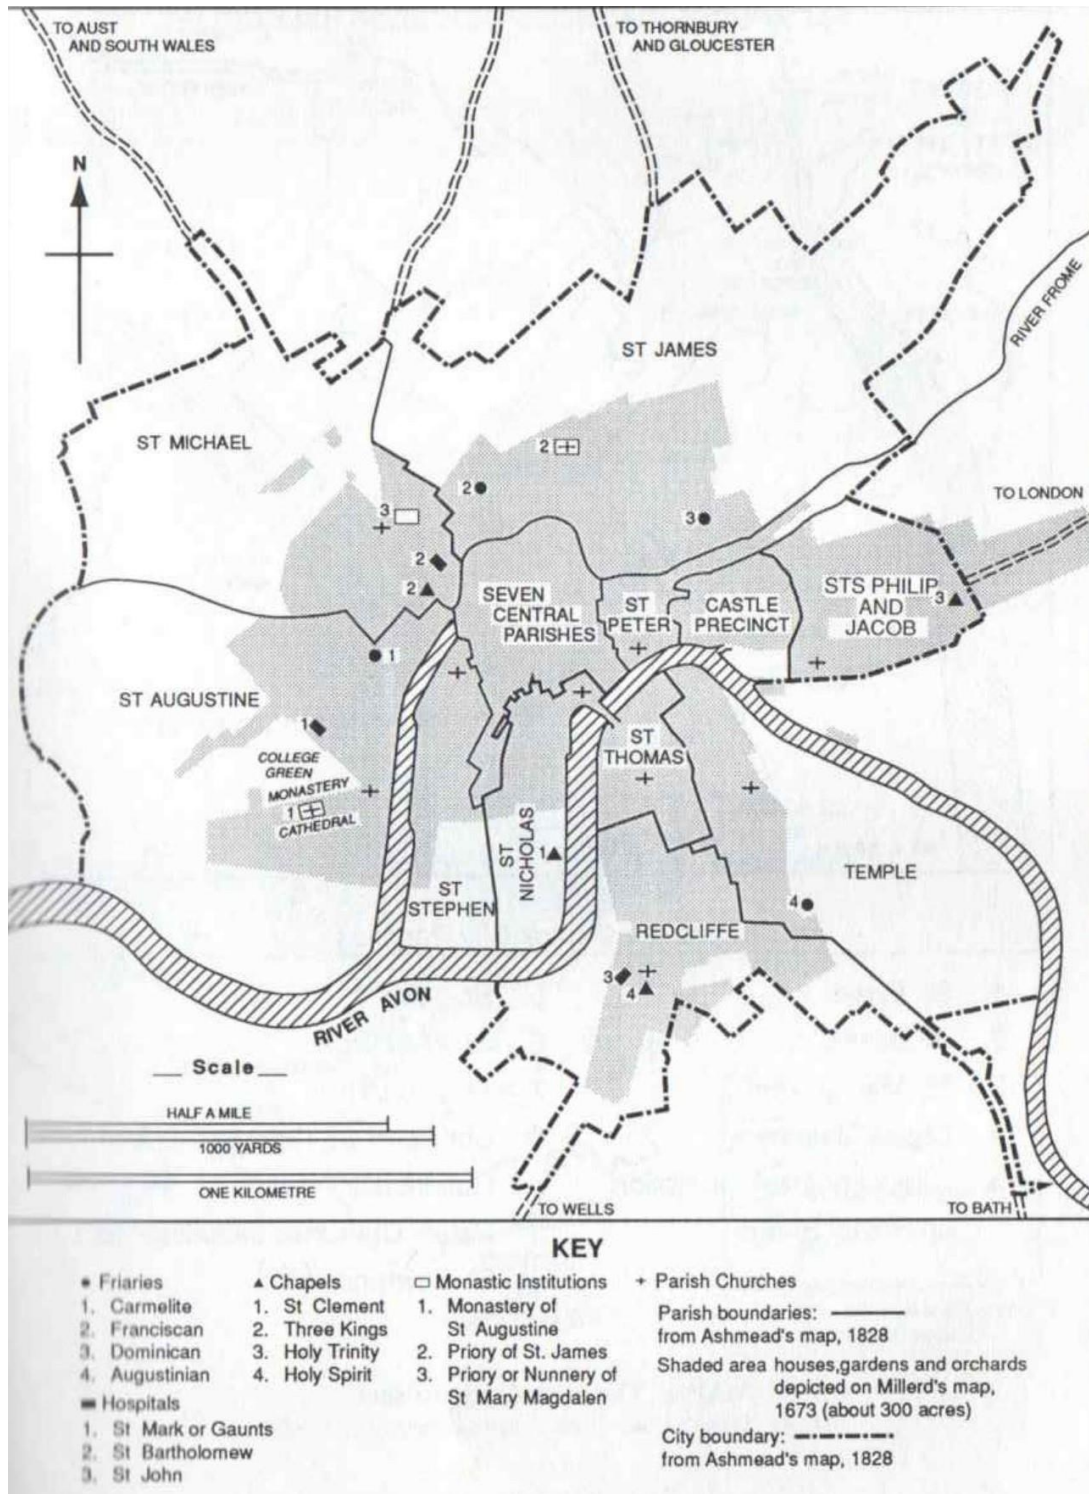 TO AUST
AND SOUTH WALES
TO THORNBURY
AND GLOUCESTER
N
RIVER FROME
ST JAMES
ST MICHAEL
2
2
TO LONDON
3
3
2
2
SEVEN
CENTRAL
PARISHES
ST
PETER
CASTLE
PRECINCT
STS PHILIP
AND
JACOB
3
1
ST AUGUSTINE
1
COLLEGE
GREEN
MONASTERY
1
CATHEDRAL
ST
THOMAS
ST
NICHOLAS
1
ST
STEPHEN
TEMPLE
4
REDCLIFFE
3
4
RIVER AVON
Scale
HALF A MILE
1000 YARDS
ONE KILOMETRE
TO WELLS
TO BATH
KEY
Friaries
1. Carmelite
2. Franciscan
3. Dominican
4. Augustinian
Hospitals
1. St Mark or Gaunts
2. St Bartholomew
3. St John
Chapels
1. St Clement
2. Three Kings
3. Holy Trinity
4. Holy Spirit
Monastic Institutions
1. Monastery of
St Augustine
2. Priory of St. James
3. Priory or Nunnery of
St Mary Magdalen
Parish Churches
Parish boundaries:
from Ashmead's map, 1828
Shaded area houses,gardens and orchards
depicted on Millerd's map,
1673 (about 300 acres)
City boundary:
from Ashmead's map, 1828